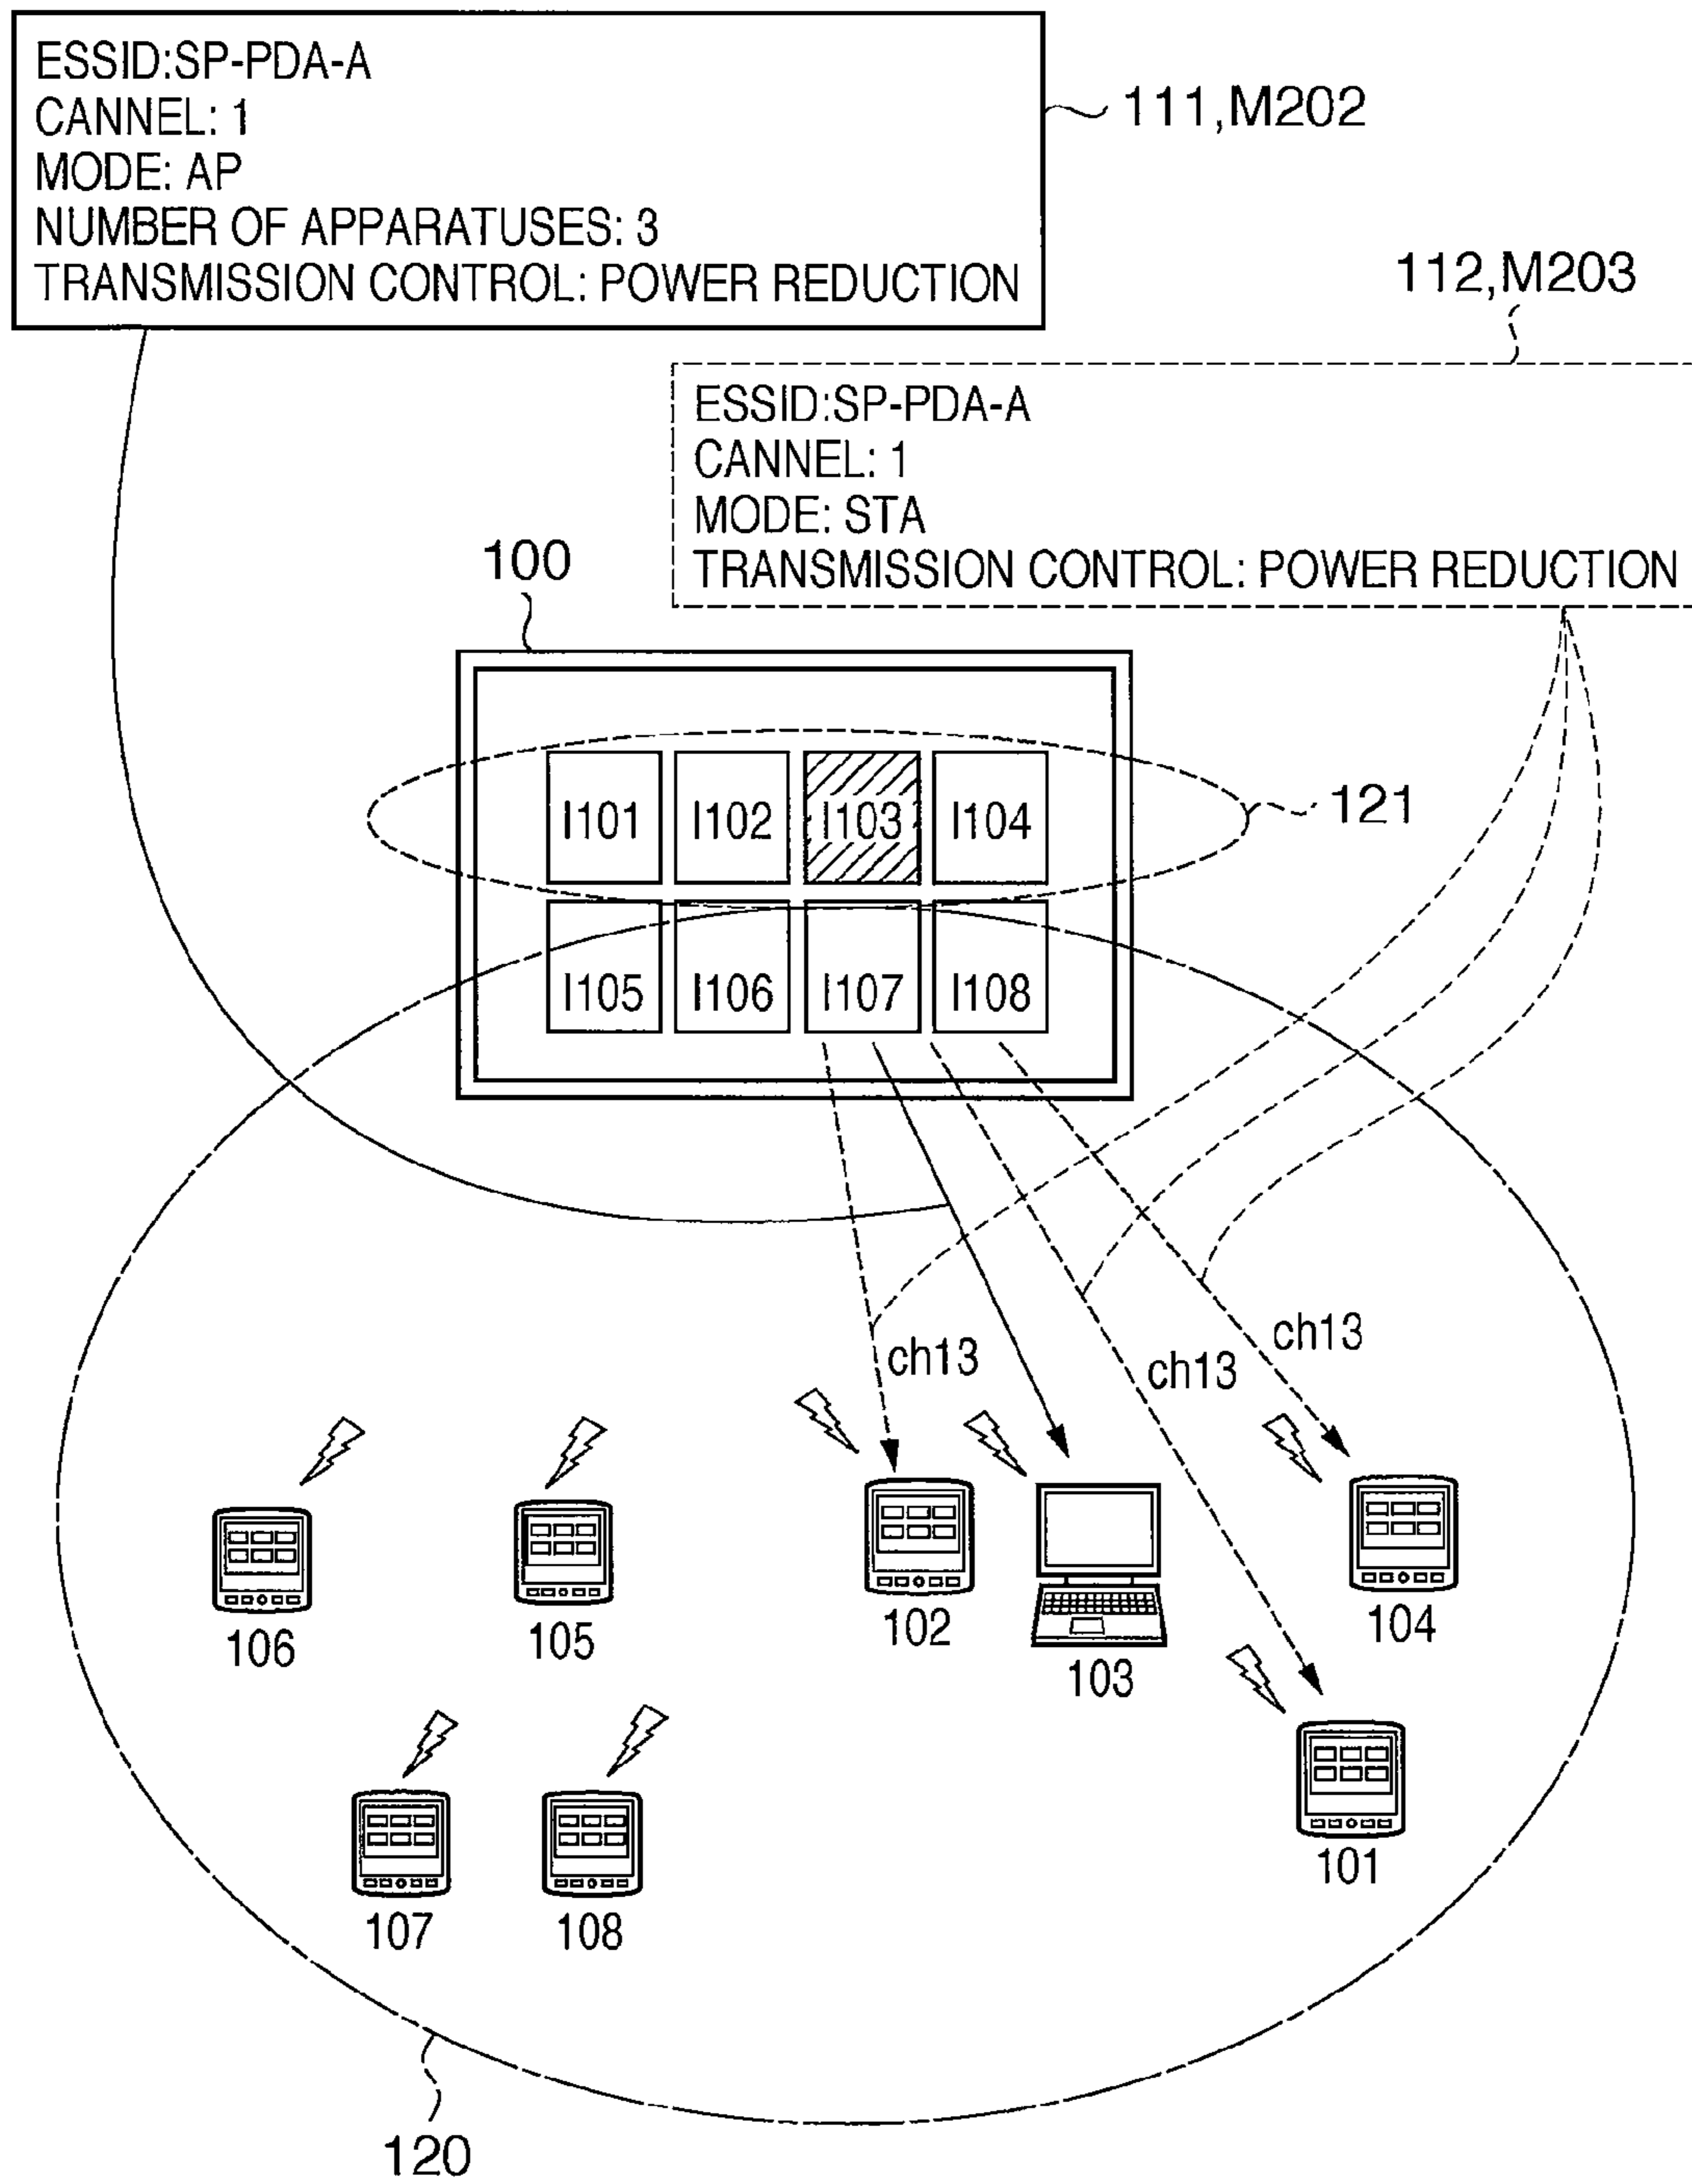 ESSID:SP-PDA-A
CANNEL: 1
MODE: AP
NUMBER OF APPARATUSES: 3
TRANSMISSION CONTROL: POWER REDUCTION
111,M202
112,M203
ESSID:SP-PDA-A
CANNEL: 1
MODE: STA
TRANSMISSION CONTROL: POWER REDUCTION
100
I101 I102 I103 I104
121
I105 I106 I107 I108
ch13
ch13
ch13
106
105
102
103
104
101
107
108
120